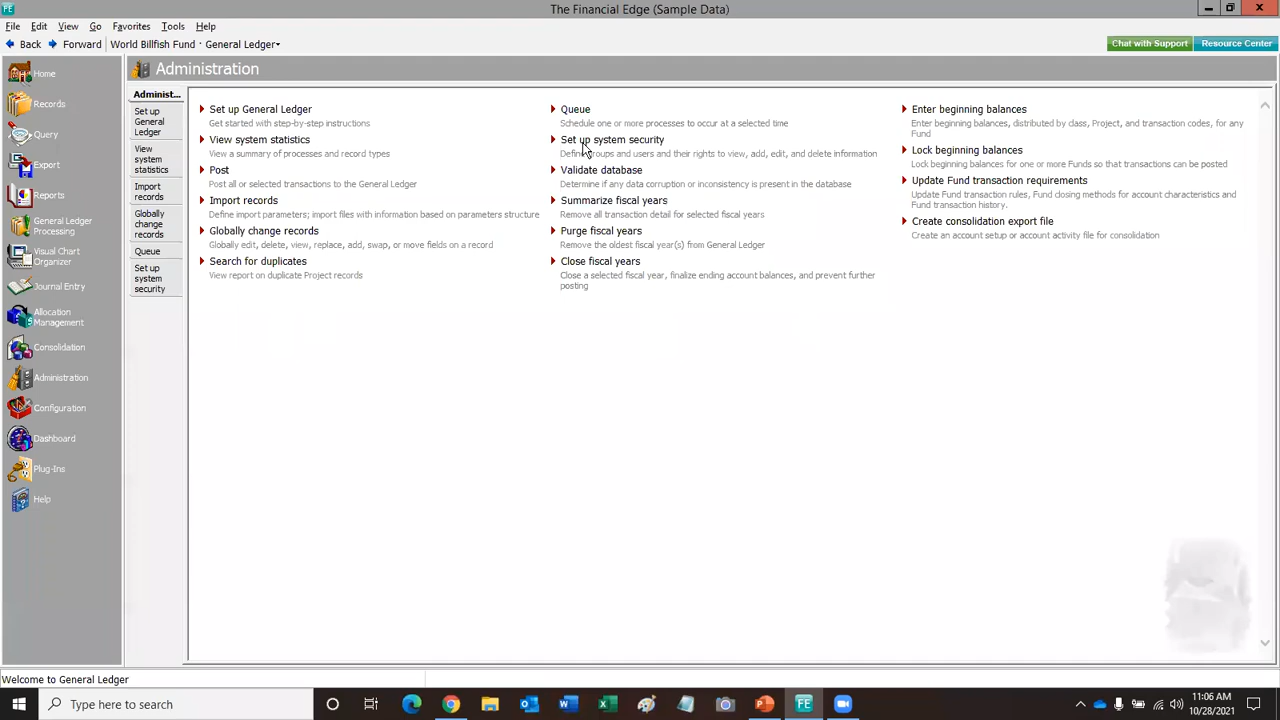 The Financial Edge (Sample Data)
File Edit View Go Favorites Tools Help
Back Forward World Billfish Fund · General Ledger
Chat with Support Resource Center
Home
Records
Query
Export
Reports
General Ledger
Processing
Visual Chart
Organizer
Journal Entry
Allocation
Management
Consolidation
Administration
Configuration
Dashboard
Plug-Ins
Help
Administration
Administ...
Set up
General
Ledger
View
system
statistics
Import
records
Globally
change
records
Queue
Set up
system
security
Set up General Ledger
Get started with step-by-step instructions
View system statistics
View a summary of processes and record types
Post
Post all or selected transactions to the General Ledger
Import records
Define import parameters; import files with information based on parameters structure
Globally change records
Globally edit, delete, view, replace, add, swap, or move fields on a record
Search for duplicates
View report on duplicate Project records
Queue
Schedule one or more processes to occur at a selected time
Set up system security
Define groups and users and their rights to view, add, edit, and delete information
Validate database
Determine if any data corruption or inconsistency is present in the database
Summarize fiscal years
Remove all transaction detail for selected fiscal years
Purge fiscal years
Remove the oldest fiscal year(s) from General Ledger
Close fiscal years
Close a selected fiscal year, finalize ending account balances, and prevent further
posting
Enter beginning balances
Enter beginning balances, distributed by class, Project, and transaction codes, for any
Fund
Lock beginning balances
Lock beginning balances for one or more Funds so that transactions can be posted
Update Fund transaction requirements
Update Fund transaction rules, Fund closing methods for account characteristics and
Fund transaction history.
Create consolidation export file
Create an account setup or account activity file for consolidation
Welcome to General Ledger
Type here to search
11:06 AM
10/28/2021